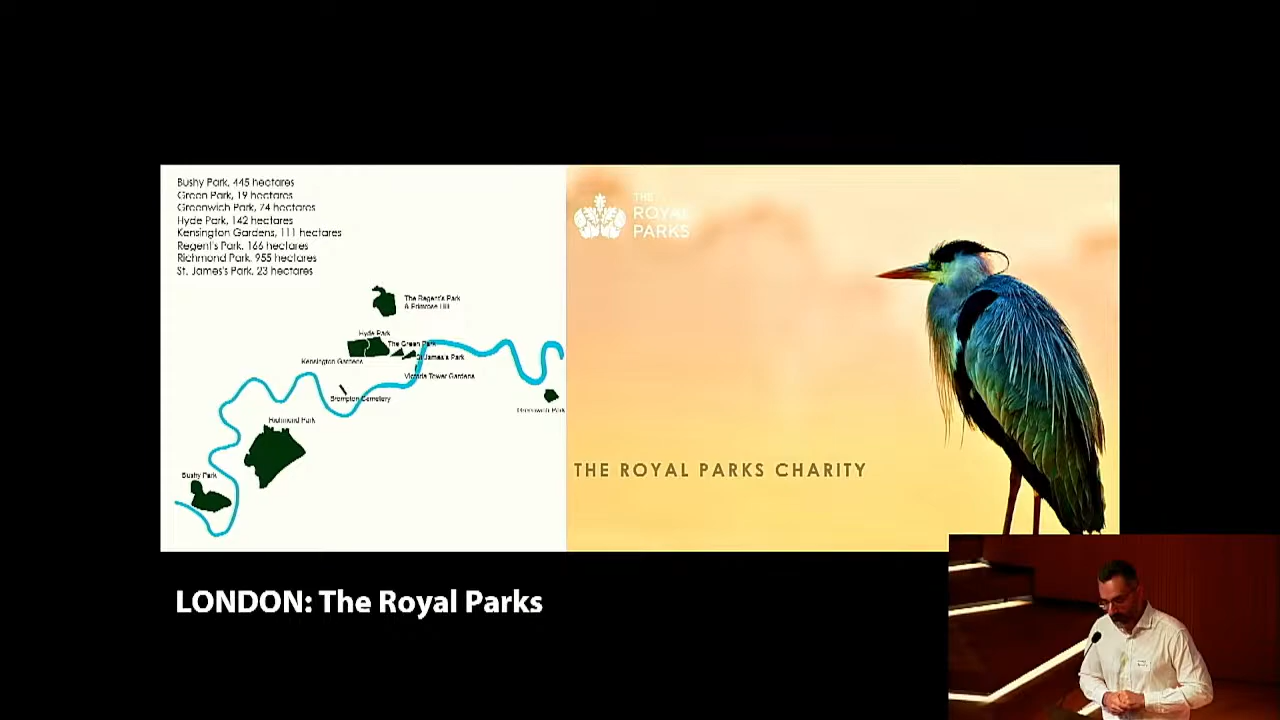 Bushy Park, 445 hectares
Green Park, 19 hectares
Greenwich Park, 74 hectares
Hyde Park, 142 hectares
Kensington Gardens, 111 hectares
Regent's Park, 166 hectares
Richmond Park, 955 hectares
St. James's Park, 23 hectares
The Regent's Park
& Primrose Hill
Hyde Park
The Green Park
St James's Park
Kensington Gardens
Victoria Tower Gardens
Brompton Cemetery
Greenwich Park
Richmond Park
Bushy Park
THE
ROYAL
PARKS
THE ROYAL PARKS CHARITY
LONDON: The Royal Parks